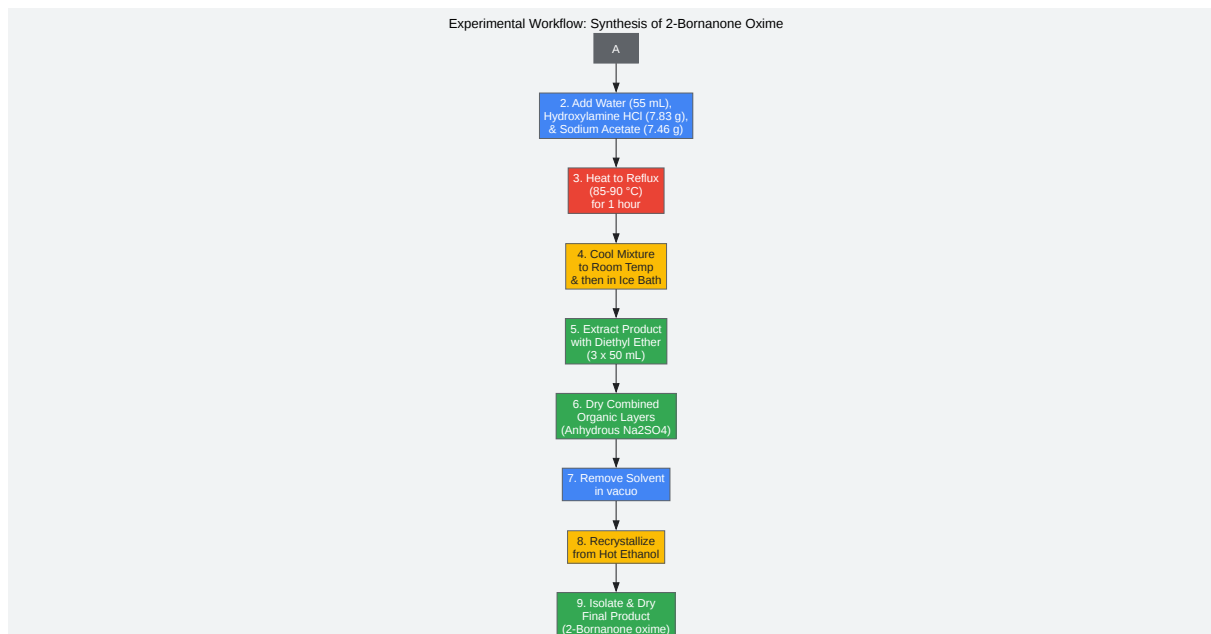 Experimental Workflow: Synthesis of 2-Bornanone Oxime
A
2. Add Water (55 mL),
Hydroxylamine HCl (7.83 g),
& Sodium Acetate (7.46 g)
3. Heat to Reflux
(85-90 °C)
for 1 hour
4. Cool Mixture
to Room Temp
& then in Ice Bath
5. Extract Product
with Diethyl Ether
(3 x 50 mL)
6. Dry Combined
Organic Layers
(Anhydrous Na2SO4)
7. Remove Solvent
in vacuo
8. Recrystallize
from Hot Ethanol
9. Isolate & Dry
Final Product
(2-Bornanone oxime)